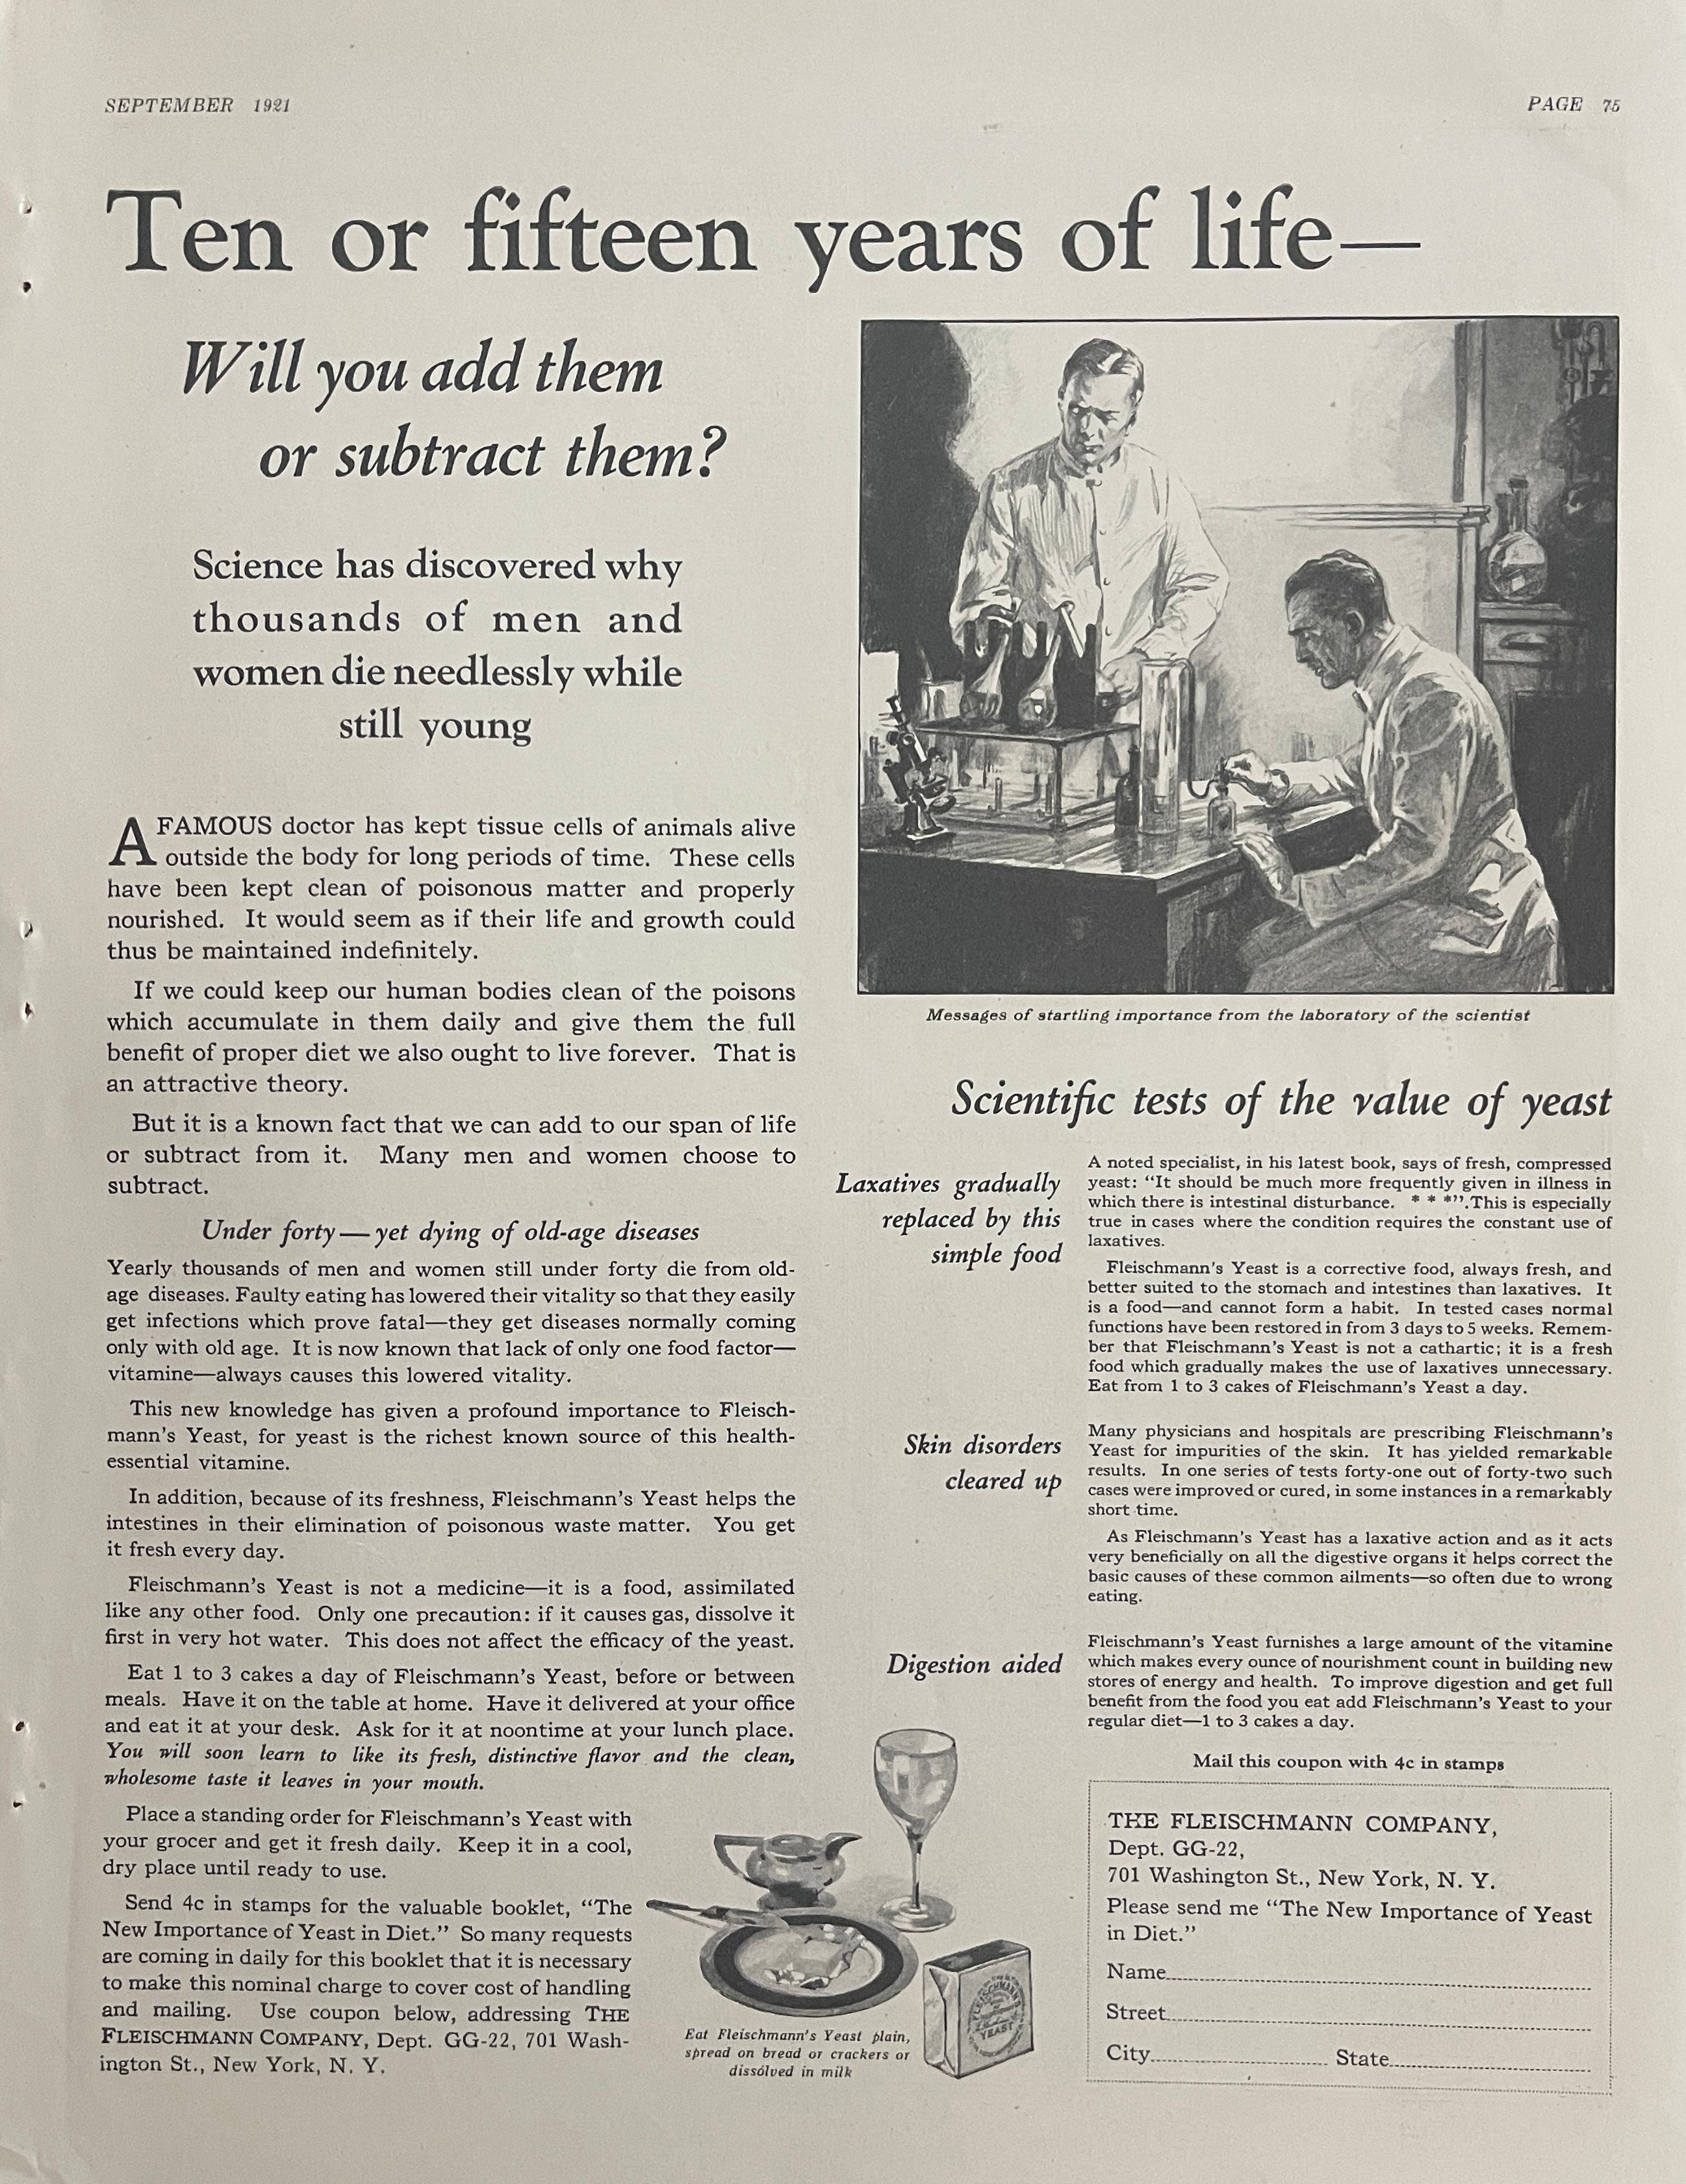 SEPTEMBER 1921
PAGE 75
Ten or fifteen years of life—
Will you add them
or subtract them?
Science has discovered why
thousands of men and
women die needlessly while
still young
A FAMOUS doctor has kept tissue cells of animals alive
outside the body for long periods of time. These cells
have been kept clean of poisonous matter and properly
nourished. It would seem as if their life and growth could
thus be maintained indefinitely.
If we could keep our human bodies clean of the poisons
which accumulate in them daily and give them the full
benefit of proper diet we also ought to live forever. That is
an attractive theory.
But it is a known fact that we can add to our span of life
or subtract from it. Many men and women choose to
subtract.
Under forty—yet dying of old-age diseases
Yearly thousands of men and women still under forty die from old-
age diseases. Faulty eating has lowered their vitality so that they easily
get infections which prove fatal—they get diseases normally coming
only with old age. It is now known that lack of only one food factor—
vitamine—always causes this lowered vitality.
This new knowledge has given a profound importance to Fleisch-
mann's Yeast, for yeast is the richest known source of this health-
essential vitamine.
In addition, because of its freshness, Fleischmann's Yeast helps the
intestines in their elimination of poisonous waste matter. You get
it fresh every day.
Fleischmann's Yeast is not a medicine—it is a food, assimilated
like any other food. Only one precaution: if it causes gas, dissolve it
first in very hot water. This does not affect the efficacy of the yeast.
Eat 1 to 3 cakes a day of Fleischmann's Yeast, before or between
meals. Have it on the table at home. Have it delivered at your office
and eat it at your desk. Ask for it at noontime at your lunch place.
You will soon learn to like its fresh, distinctive flavor and the clean,
wholesome taste it leaves in your mouth.
Place a standing order for Fleischmann's Yeast with
your grocer and get it fresh daily. Keep it in a cool,
dry place until ready to use.
Send 4c in stamps for the valuable booklet, "The
New Importance of Yeast in Diet." So many requests
are coming in daily for this booklet that it is necessary
to make this nominal charge to cover cost of handling
and mailing. Use coupon below, addressing THE
FLEISCHMANN COMPANY, Dept. GG-22, 701 Wash-
ington St., New York, N. Y.
Messages of startling importance from the laboratory of the scientist
Scientific tests of the value of yeast
Laxatives gradually
replaced by this
simple food
A noted specialist, in his latest book, says of fresh, compressed
yeast: "It should be much more frequently given in illness in
which there is intestinal disturbance. * * *". This is especially
true in cases where the condition requires the constant use of
laxatives.
Fleischmann's Yeast is a corrective food, always fresh, and
better suited to the stomach and intestines than laxatives. It
is a food—and cannot form a habit. In tested cases normal
functions have been restored in from 3 days to 5 weeks. Remem-
ber that Fleischmann's Yeast is not a cathartic; it is a fresh
food which gradually makes the use of laxatives unnecessary.
Eat from 1 to 3 cakes of Fleischmann's Yeast a day.
Skin disorders
cleared up
Many physicians and hospitals are prescribing Fleischmann's
Yeast for impurities of the skin. It has yielded remarkable
results. In one series of tests forty-one out of forty-two such
cases were improved or cured, in some instances in a remarkably
short time.
As Fleischmann's Yeast has a laxative action and as it acts
very beneficially on all the digestive organs it helps correct the
basic causes of these common ailments—so often due to wrong
eating.
Digestion aided
Fleischmann's Yeast furnishes a large amount of the vitamine
which makes every ounce of nourishment count in building new
stores of energy and health. To improve digestion and get full
benefit from the food you eat add Fleischmann's Yeast to your
regular diet—1 to 3 cakes a day.
FLEISCHMANN'S
YEAST
Eat Fleischmann's Yeast plain,
spread on bread or crackers or
dissolved in milk
Mail this coupon with 4c in stamps
THE FLEISCHMANN COMPANY,
Dept. GG-22,
701 Washington St., New York, N. Y.
Please send me "The New Importance of Yeast
in Diet."
Name
Street
City State